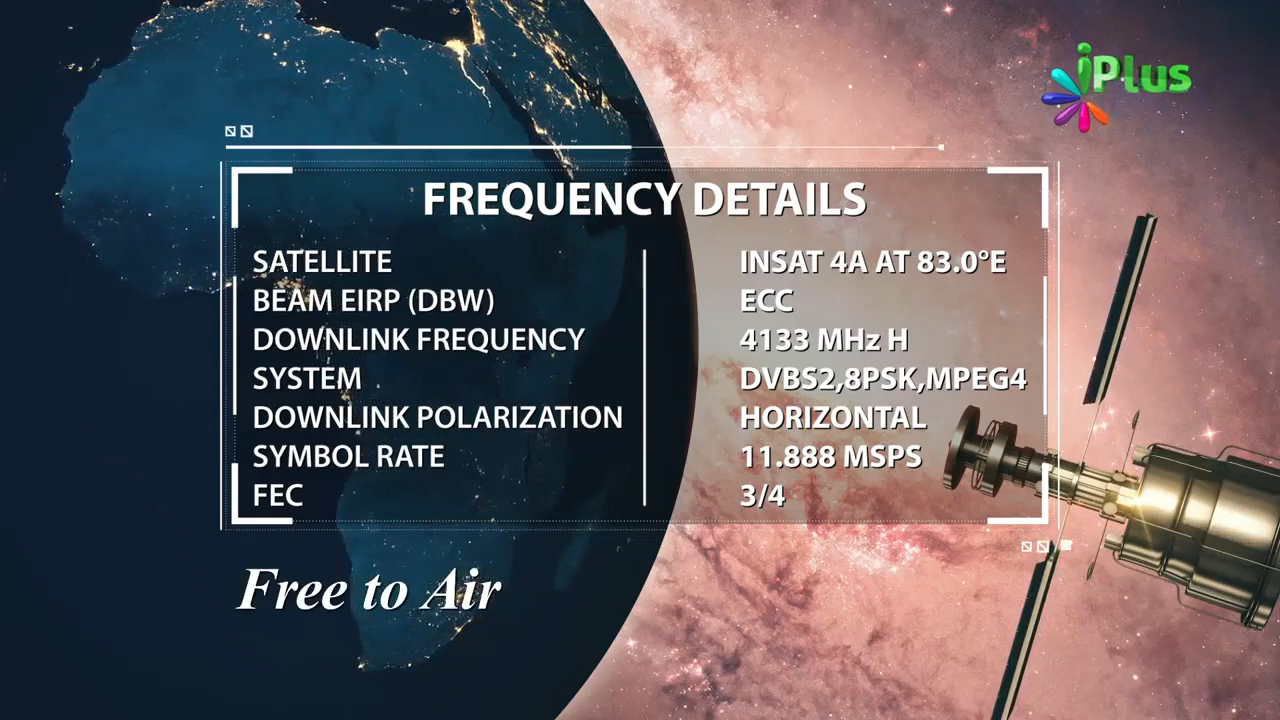 iPlus
FREQUENCY DETAILS
SATELLITE INSAT 4A AT 83.0°E
BEAM EIRP (DBW) ECC
DOWNLINK FREQUENCY 4133 MHz H
SYSTEM DVBS2,8PSK,MPEG4
DOWNLINK POLARIZATION HORIZONTAL
SYMBOL RATE 11.888 MSPS
FEC 3/4
Free to Air